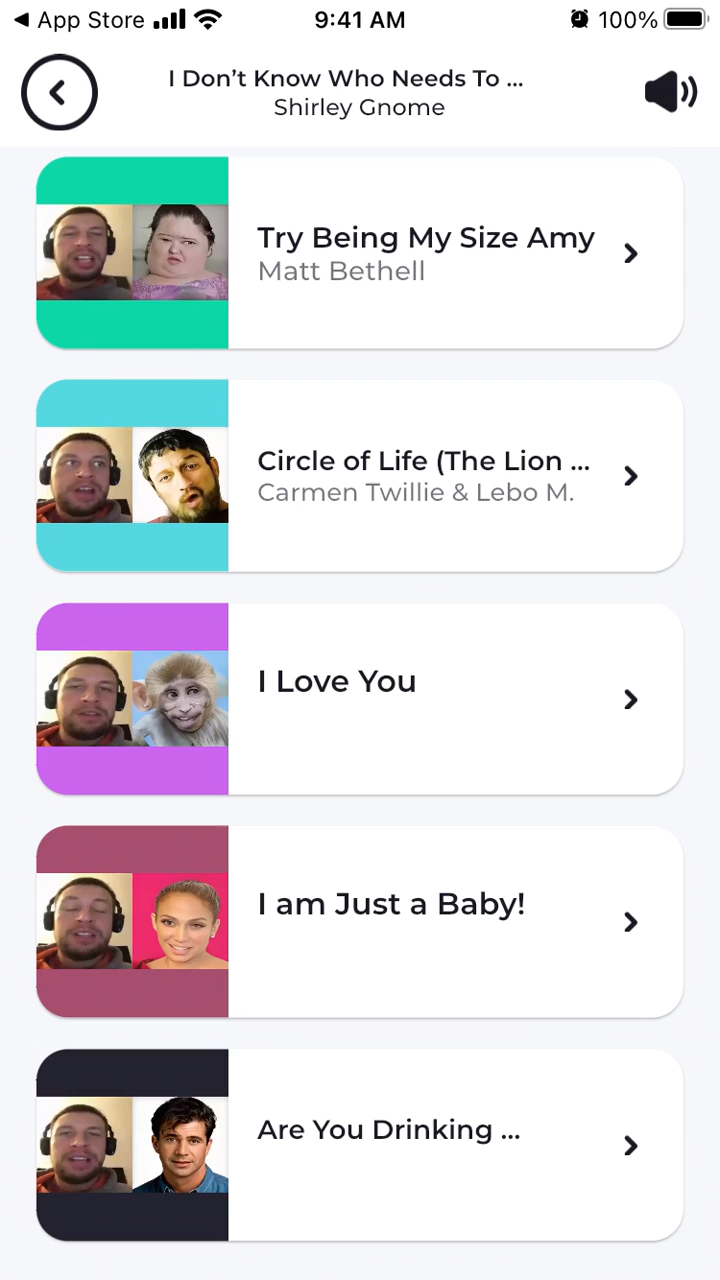 App Store
9:41 AM
100%
I Don’t Know Who Needs To ...
Shirley Gnome
Try Being My Size Amy
Matt Bethell
Circle of Life (The Lion ...
Carmen Twillie & Lebo M.
I Love You
I am Just a Baby!
Are You Drinking ...